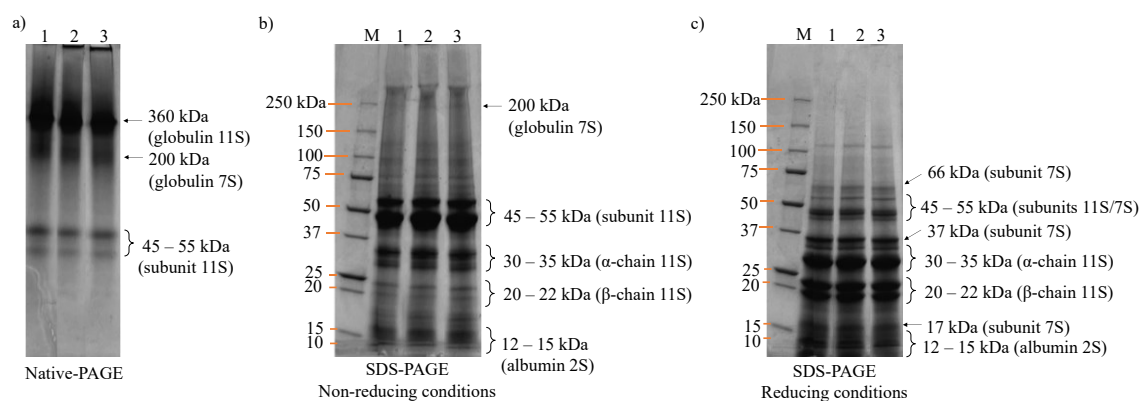 a)
1 2 3
360 kDa
(globulin 11S)
200 kDa
(globulin 7S)
45 – 55 kDa
(subunit 11S)
Native-PAGE
b)
M 1 2 3
250 kDa
150
100
75
50
37
25
20
15
10
200 kDa
(globulin 7S)
45 – 55 kDa (subunit 11S)
30 – 35 kDa (α-chain 11S)
20 – 22 kDa (β-chain 11S)
12 – 15 kDa
(albumin 2S)
SDS-PAGE
Non-reducing conditions
c)
M 1 2 3
250 kDa
150
100
75
50
37
25
20
15
10
66 kDa (subunit 7S)
45 – 55 kDa (subunits 11S/7S)
37 kDa (subunit 7S)
30 – 35 kDa (α-chain 11S)
20 – 22 kDa (β-chain 11S)
17 kDa (subunit 7S)
12 – 15 kDa (albumin 2S)
SDS-PAGE
Reducing conditions